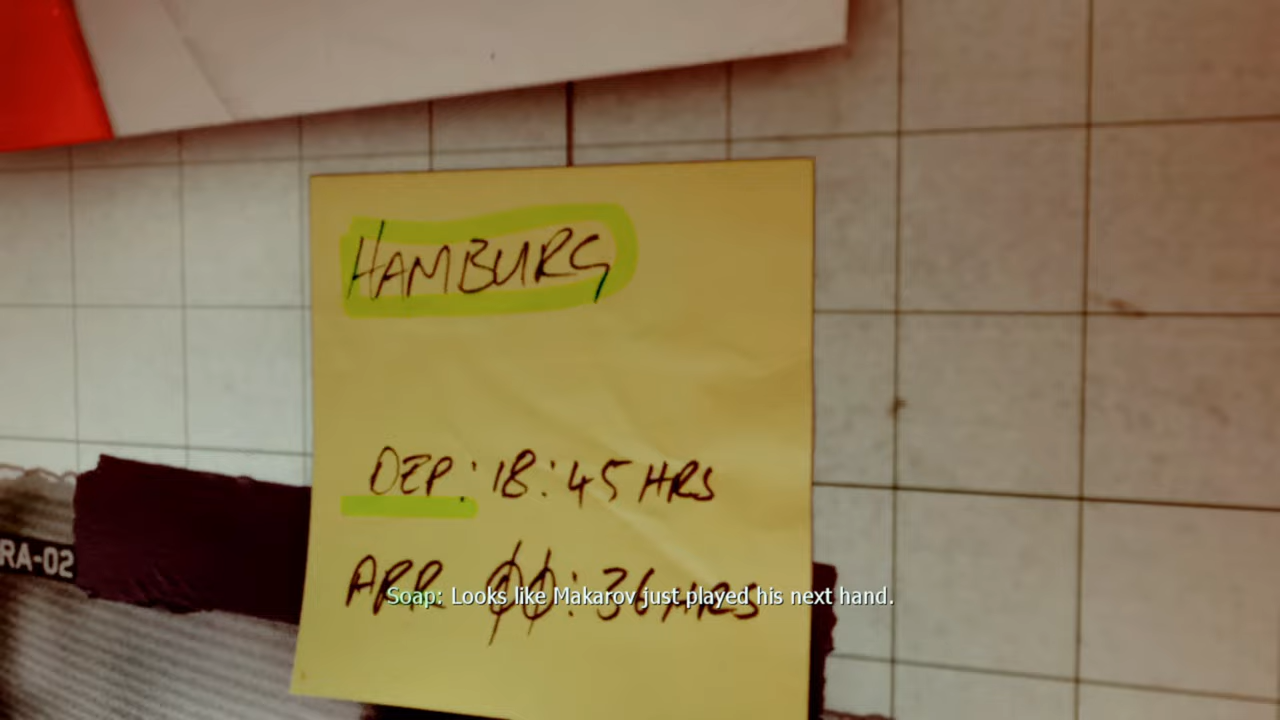 HAMBURG
DEP: 18:45 HRS
RA-02
ARR 00:36 HRS
Soap: Looks like Makarov just played his next hand.